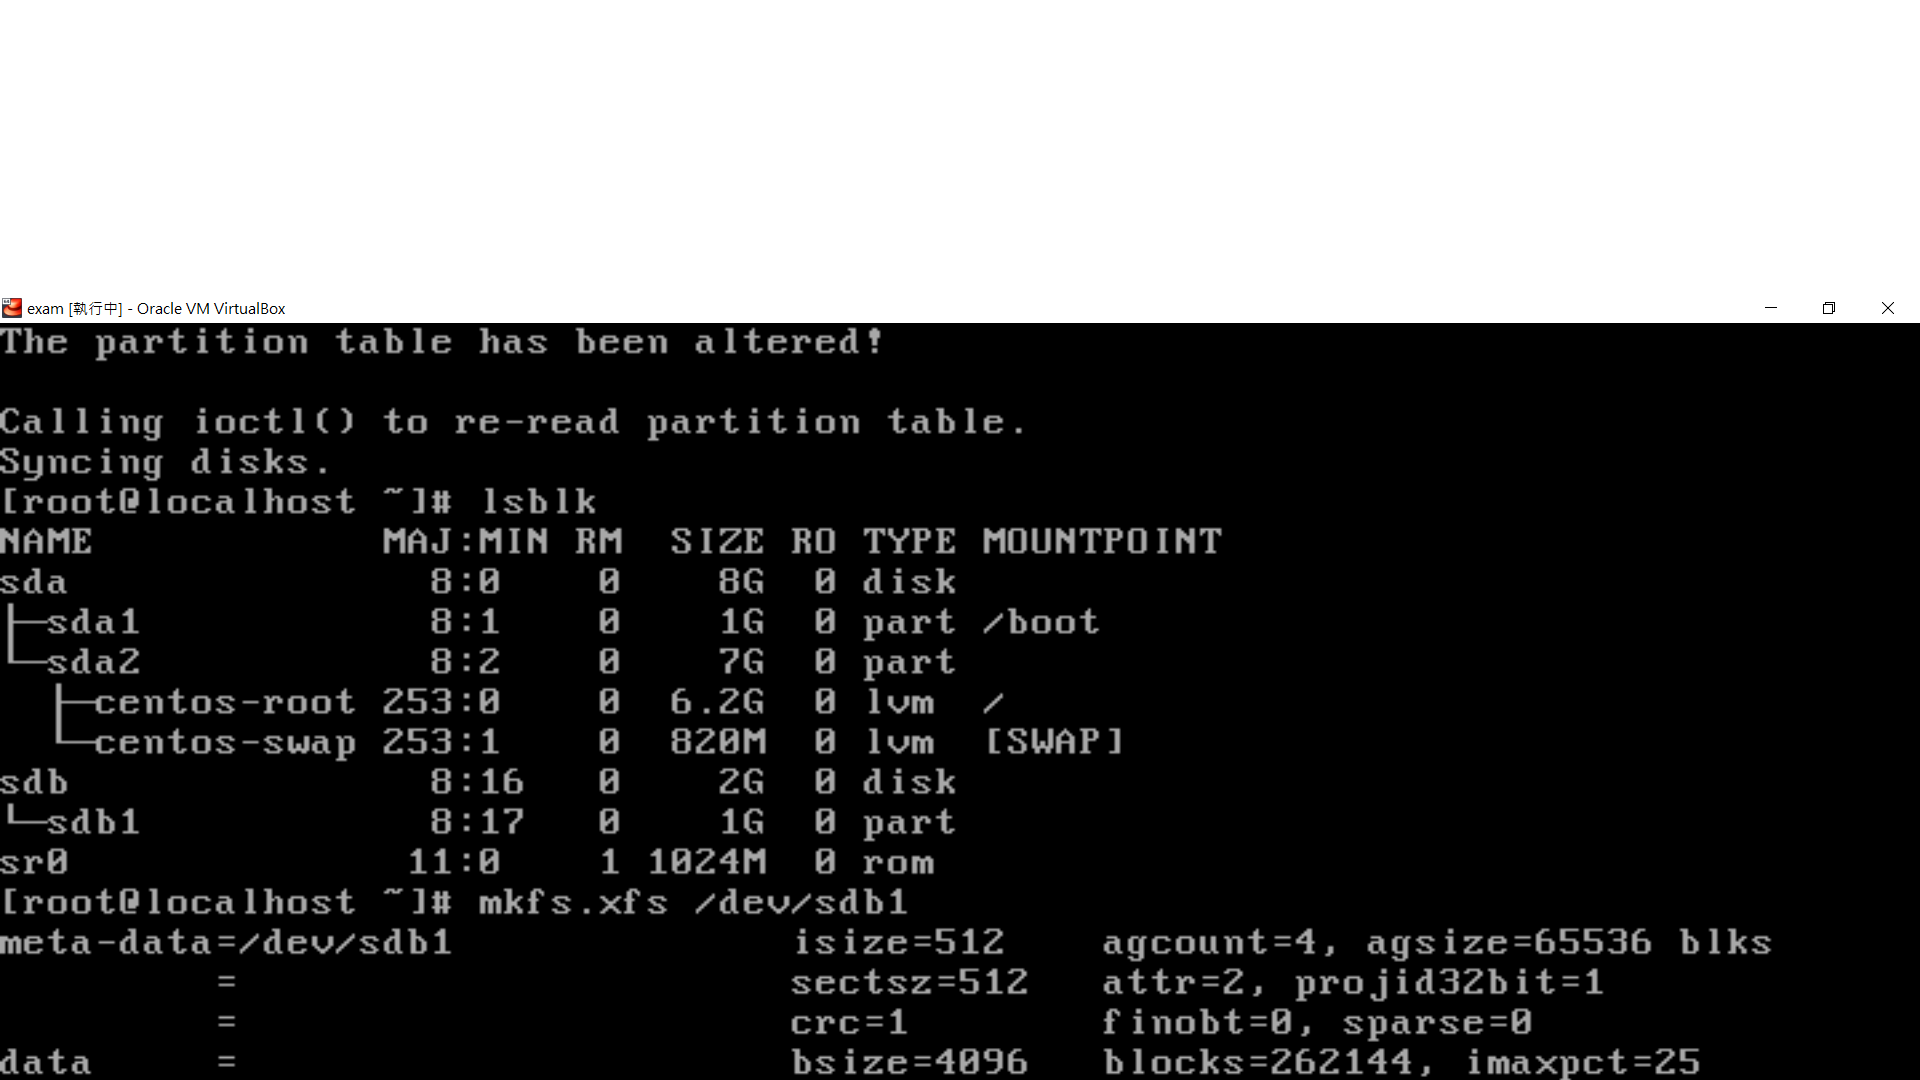 exam [執行中] - Oracle VM VirtualBox
The partition table has been altered!
Calling ioctl() to re-read partition table.
Syncing disks.
[root@localhost ~]# lsblk
NAME            MAJ:MIN RM  SIZE RO TYPE MOUNTPOINT
sda               8:0    0    8G  0 disk
├─sda1            8:1    0    1G  0 part /boot
└─sda2            8:2    0    7G  0 part
  ├─centos-root 253:0    0  6.2G  0 lvm  /
  └─centos-swap 253:1    0  820M  0 lvm  [SWAP]
sdb               8:16   0    2G  0 disk
└─sdb1            8:17   0    1G  0 part
sr0              11:0    1 1024M  0 rom
[root@localhost ~]# mkfs.xfs /dev/sdb1
meta-data=/dev/sdb1              isize=512    agcount=4, agsize=65536 blks
         =                       sectsz=512   attr=2, projid32bit=1
         =                       crc=1        finobt=0, sparse=0
data     =                       bsize=4096   blocks=262144, imaxpct=25